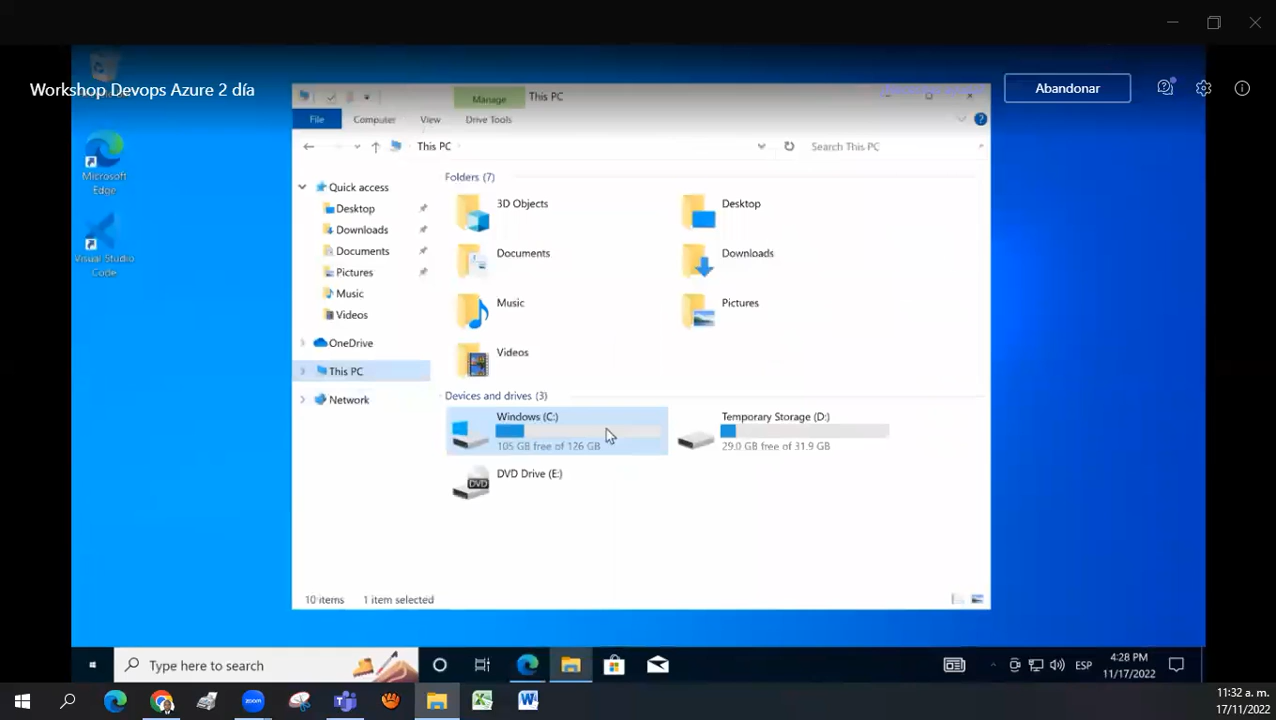 Workshop Devops Azure 2 día
Abandonar
Manage
This PC
File
Computer
View
Drive Tools
This PC
Search This PC
Quick access
Desktop
Downloads
Documents
Pictures
Music
Videos
OneDrive
This PC
Network
Folders (7)
3D Objects
Desktop
Documents
Downloads
Music
Pictures
Videos
Devices and drives (3)
Windows (C:)
105 GB free of 126 GB
Temporary Storage (D:)
29.0 GB free of 31.9 GB
DVD
DVD Drive (E:)
10 items
1 item selected
Microsoft
Edge
Visual Studio
Code
Type here to search
ESP
4:28 PM
11/17/2022
zoom
11:32 a. m.
17/11/2022